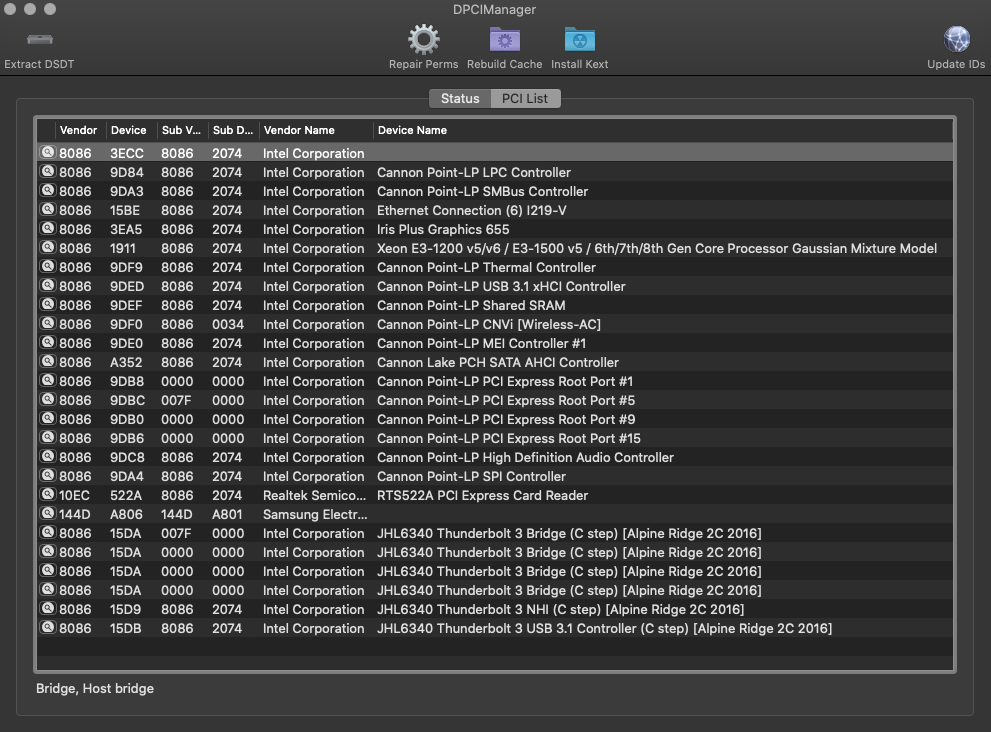 DPCIManager
Extract DSDT
Repair Perms
Rebuild Cache
Install Kext
Update IDs
Status
PCI List
Vendor Device Sub V... Sub D... Vendor Name Device Name
8086 3ECC 8086 2074 Intel Corporation
8086 9D84 8086 2074 Intel Corporation Cannon Point-LP LPC Controller
8086 9DA3 8086 2074 Intel Corporation Cannon Point-LP SMBus Controller
8086 15BE 8086 2074 Intel Corporation Ethernet Connection (6) I219-V
8086 3EA5 8086 2074 Intel Corporation Iris Plus Graphics 655
8086 1911 8086 2074 Intel Corporation Xeon E3-1200 v5/v6 / E3-1500 v5 / 6th/7th/8th Gen Core Processor Gaussian Mixture Model
8086 9DF9 8086 2074 Intel Corporation Cannon Point-LP Thermal Controller
8086 9DED 8086 2074 Intel Corporation Cannon Point-LP USB 3.1 xHCI Controller
8086 9DEF 8086 2074 Intel Corporation Cannon Point-LP Shared SRAM
8086 9DF0 8086 0034 Intel Corporation Cannon Point-LP CNVi [Wireless-AC]
8086 9DE0 8086 2074 Intel Corporation Cannon Point-LP MEI Controller #1
8086 A352 8086 2074 Intel Corporation Cannon Lake PCH SATA AHCI Controller
8086 9DB8 0000 0000 Intel Corporation Cannon Point-LP PCI Express Root Port #1
8086 9DBC 007F 0000 Intel Corporation Cannon Point-LP PCI Express Root Port #5
8086 9DB0 0000 0000 Intel Corporation Cannon Point-LP PCI Express Root Port #9
8086 9DB6 0000 0000 Intel Corporation Cannon Point-LP PCI Express Root Port #15
8086 9DC8 8086 2074 Intel Corporation Cannon Point-LP High Definition Audio Controller
8086 9DA4 8086 2074 Intel Corporation Cannon Point-LP SPI Controller
10EC 522A 8086 2074 Realtek Semico... RTS522A PCI Express Card Reader
144D A806 144D A801 Samsung Electr...
8086 15DA 007F 0000 Intel Corporation JHL6340 Thunderbolt 3 Bridge (C step) [Alpine Ridge 2C 2016]
8086 15DA 0000 0000 Intel Corporation JHL6340 Thunderbolt 3 Bridge (C step) [Alpine Ridge 2C 2016]
8086 15DA 0000 0000 Intel Corporation JHL6340 Thunderbolt 3 Bridge (C step) [Alpine Ridge 2C 2016]
8086 15DA 0000 0000 Intel Corporation JHL6340 Thunderbolt 3 Bridge (C step) [Alpine Ridge 2C 2016]
8086 15D9 8086 2074 Intel Corporation JHL6340 Thunderbolt 3 NHI (C step) [Alpine Ridge 2C 2016]
8086 15DB 8086 2074 Intel Corporation JHL6340 Thunderbolt 3 USB 3.1 Controller (C step) [Alpine Ridge 2C 2016]
Bridge, Host bridge